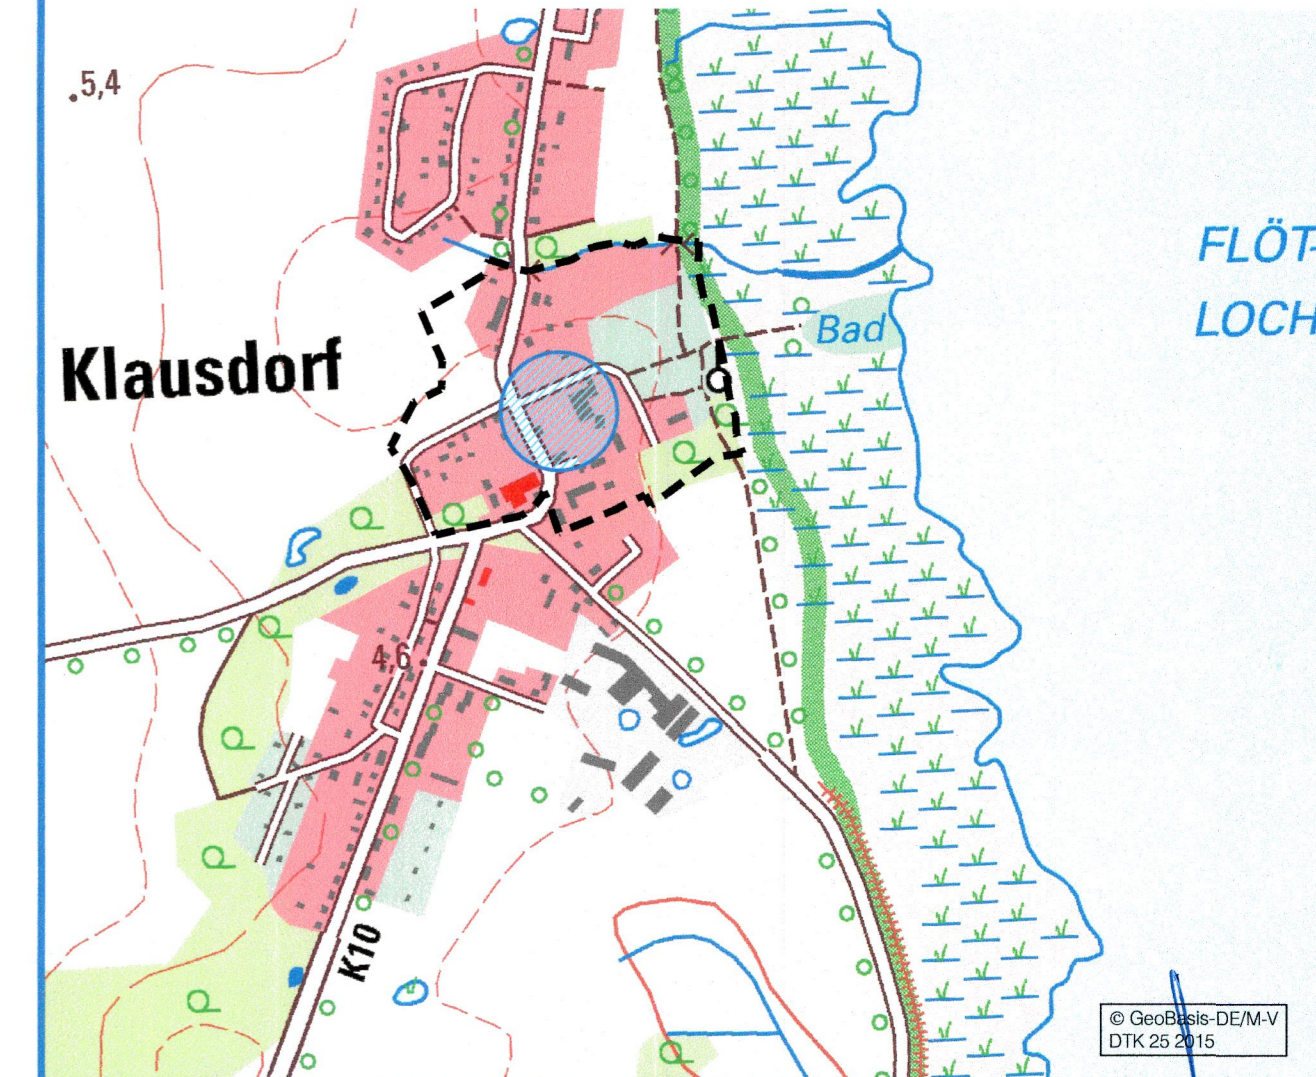 .5,4
FLÖT-
LOCH
Bad
Klausdorf
4,6.
K10
© GeoBasis-DE/M-V
DTK 25 2015